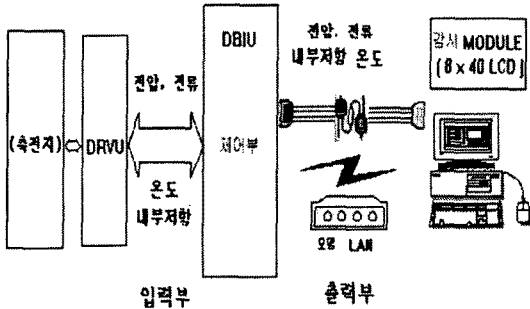 (축전지)
DRVU
전압, 전류
온도
내부저항
입력부
DBIU
제어부
전압, 전류
내부저항 온도
감시 MODULE
(8 x 40 LCD)
모뎀 LAN
출력부